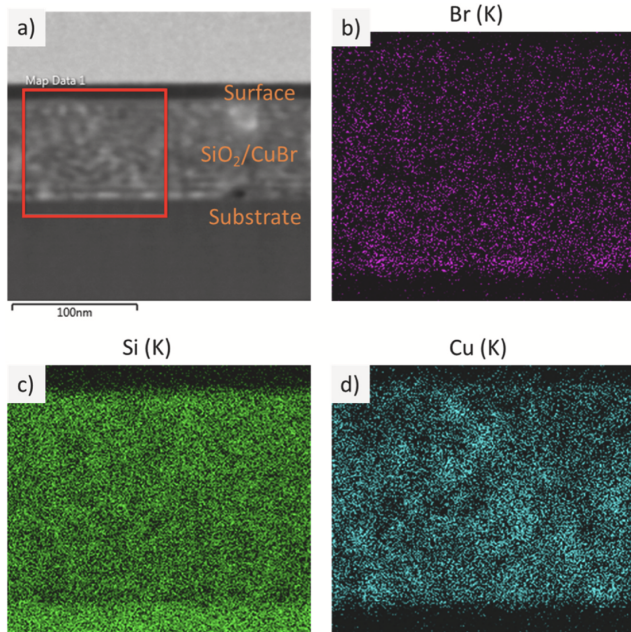 a)
Map Data 1
Surface
SiO₂/CuBr
Substrate
100nm
Br (K)
b)
Si (K)
c)
Cu (K)
d)